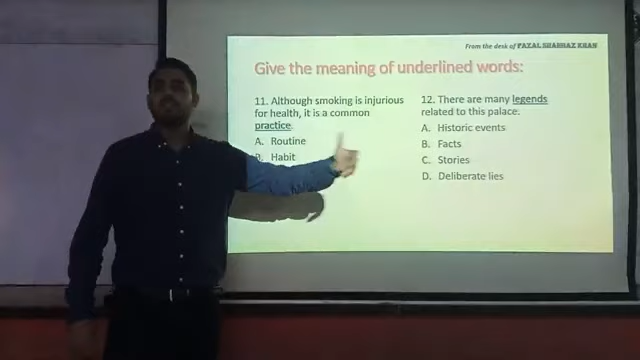 From the desk of FAZAL SHAHBAZ KHAN
Give the meaning of underlined words:
11. Although smoking is injurious
for health, it is a common
practice.
A. Routine
B. Habit
12. There are many legends
related to this palace.
A. Historic events
B. Facts
C. Stories
D. Deliberate lies